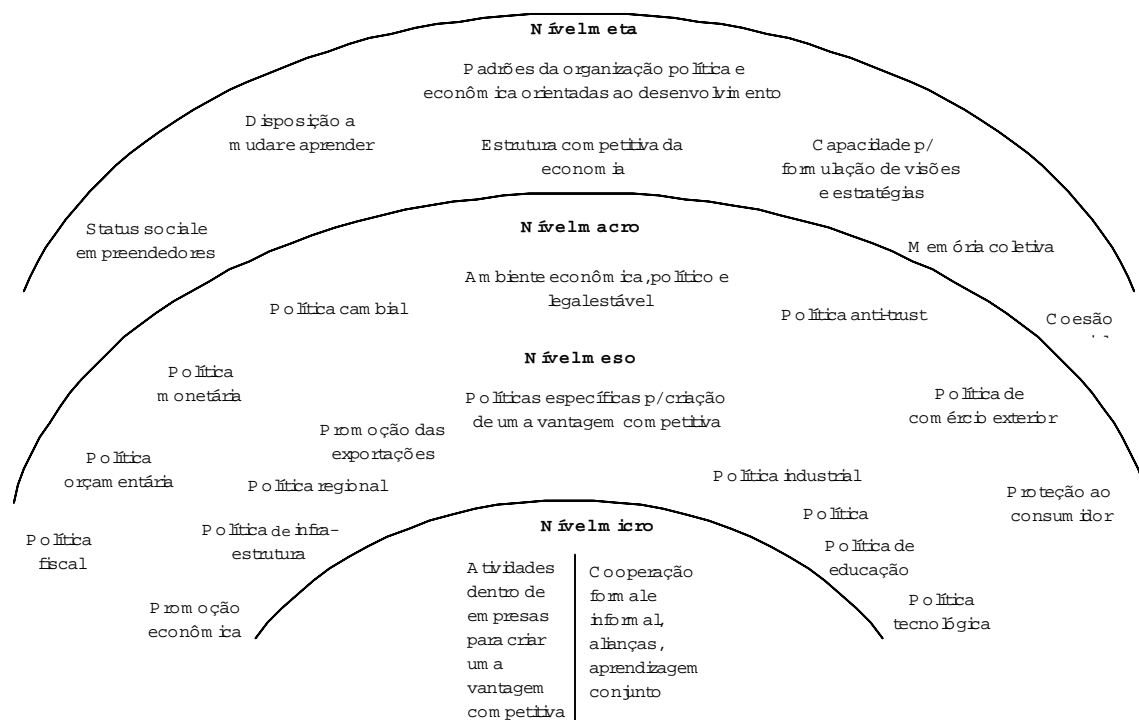 Nível meta
Padrões da organização política e
econômica orientadas ao desenvolvimento
Disposição a
mudar e aprender
Estrutura competitiva da
economia
Capacidade p/
formulação de visões
e estratégias
Status social e
empreendedores
Memória coletiva
Coesão
Nível macro
Ambiente econômica, político e
legal estável
Política cambial
Política anti-trust
Política
monetária
Política de
comércio exterior
Política
orçamentária
Proteção ao
consumidor
Política
fiscal
Nível meso
Políticas específicas p/ criação
de uma vantagem competitiva
Promoção das
exportações
Política regional
Política industrial
Política de infra-
estrutura
Política
Política de
educação
Promoção
econômica
Política
tecnológica
Nível micro
Atividades
dentro de
empresas
para criar
uma
vantagem
competitiva
Cooperação
formal e
informal,
alianças,
aprendizagem
conjunto